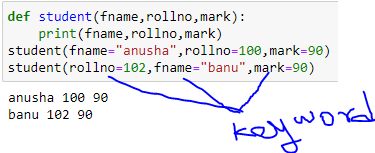 def student(fname,rollno,mark):
    print(fname,rollno,mark)
student(fname="anusha",rollno=100,mark=90)
student(rollno=102,fname="banu",mark=90)
anusha 100 90
banu 102 90
keyword